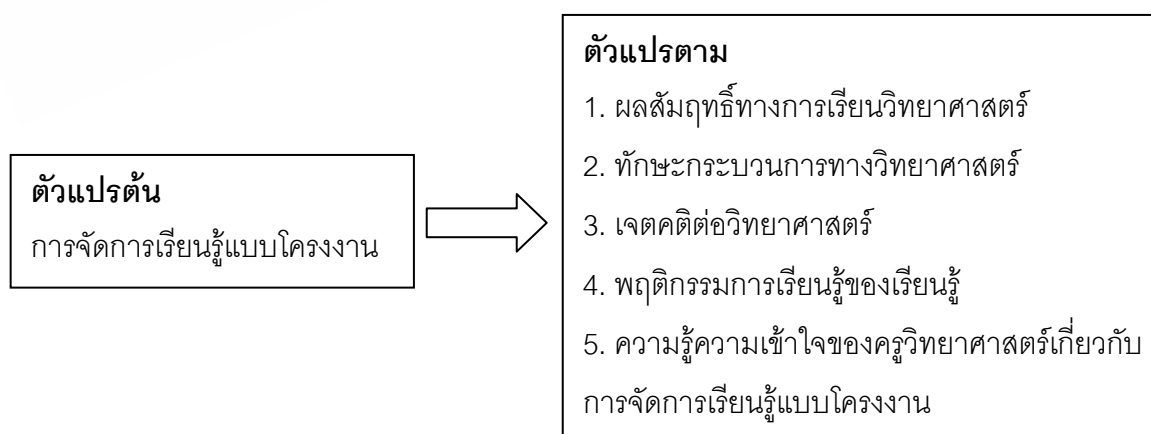 ตัวแปรต้น
การจัดการเรียนรู้แบบโครงงาน
ตัวแปรตาม
1. ผลสัมฤทธิ์ทางการเรียนวิทยาศาสตร์
2. ทักษะกระบวนการทางวิทยาศาสตร์
3. เจตคติต่อวิทยาศาสตร์
4. พฤติกรรมการเรียนรู้ของเรียนรู้
5. ความรู้ความเข้าใจของครูวิทยาศาสตร์เกี่ยวกับ
การจัดการเรียนรู้แบบโครงงาน